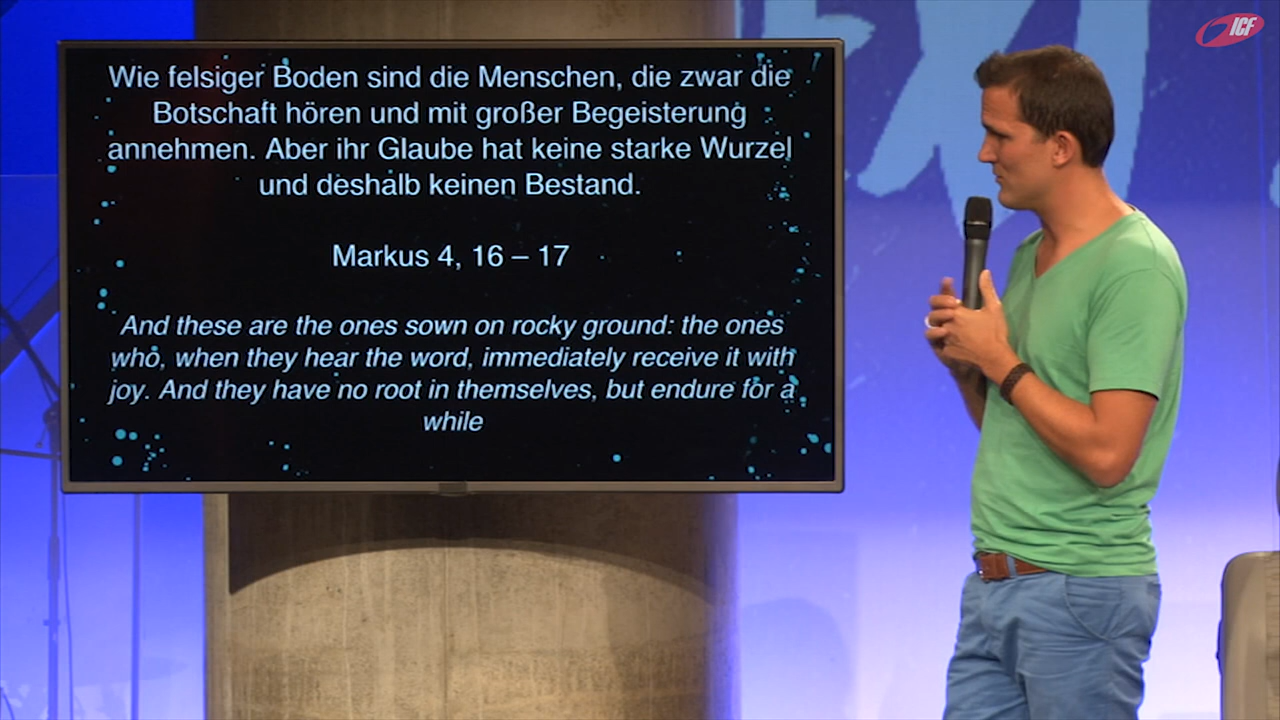 ICF
Wie felsiger Boden sind die Menschen, die zwar die
Botschaft hören und mit großer Begeisterung
annehmen. Aber ihr Glaube hat keine starke Wurzel
und deshalb keinen Bestand.
Markus 4, 16 – 17
And these are the ones sown on rocky ground: the ones
who, when they hear the word, immediately receive it with
joy. And they have no root in themselves, but endure for a
while